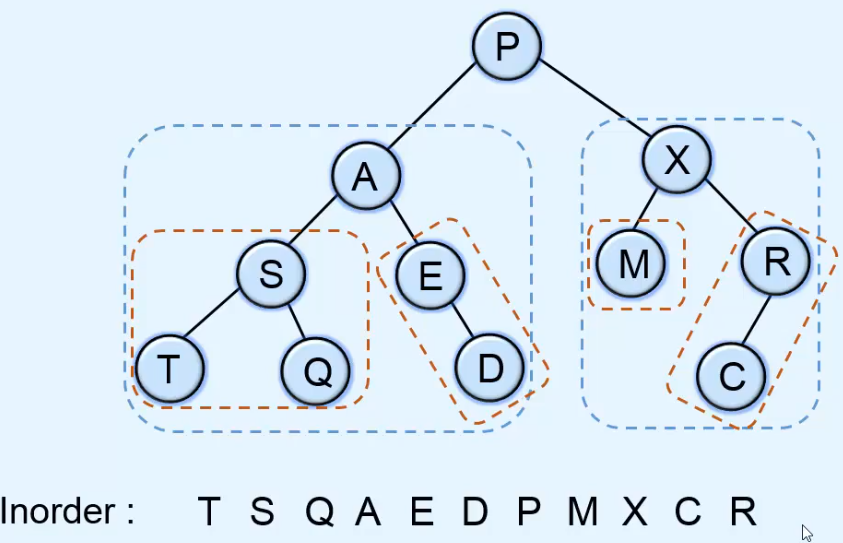 P
A X
S E M R
T Q D C
Inorder : T S Q A E D P M X C R